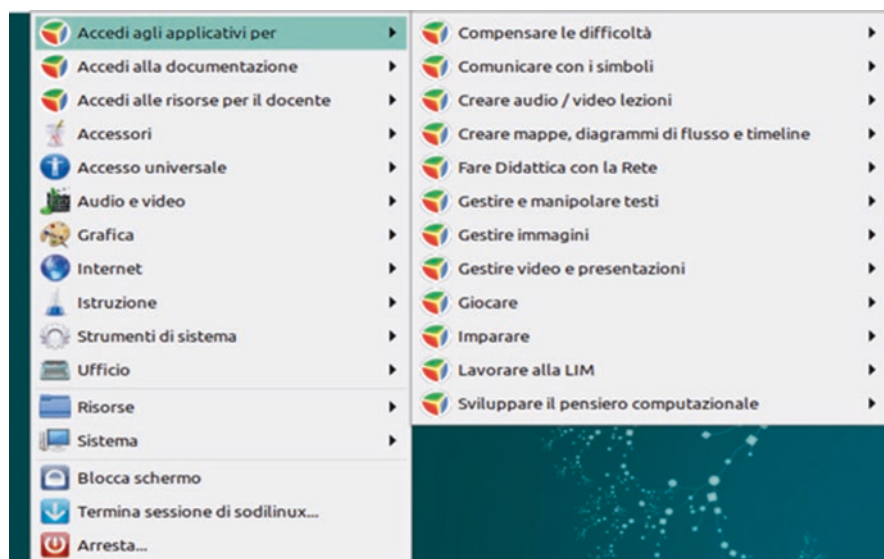 Accedi agli applicativi per
Accedi alla documentazione
Accedi alle risorse per il docente
Accessori
Accesso universale
Audio e video
Grafica
Internet
Istruzione
Strumenti di sistema
Ufficio
Risorse
Sistema
Blocca schermo
Termina sessione di sodilinux...
Arresta...
Compensare le difficoltà
Comunicare con i simboli
Creare audio / video lezioni
Creare mappe, diagrammi di flusso e timeline
Fare Didattica con la Rete
Gestire e manipolare testi
Gestire immagini
Gestire video e presentazioni
Giocare
Imparare
Lavorare alla LIM
Sviluppare il pensiero computazionale